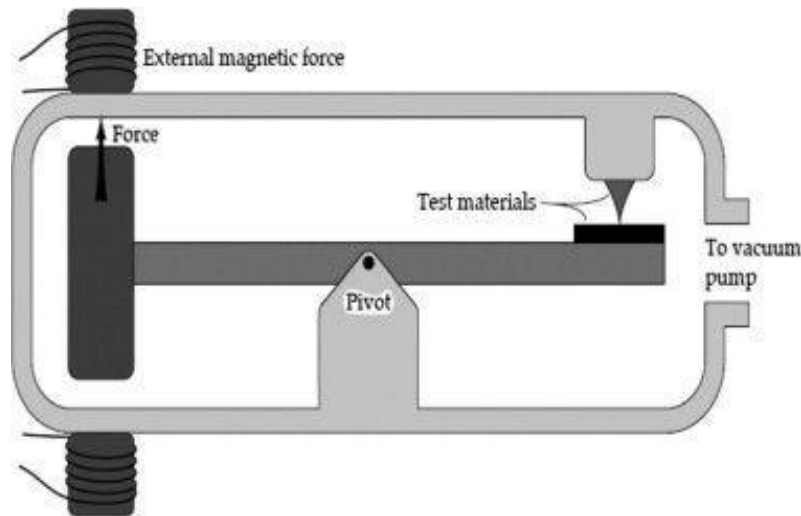 External magnetic force
Force
Test materials
To vacuum
pump
Pivot